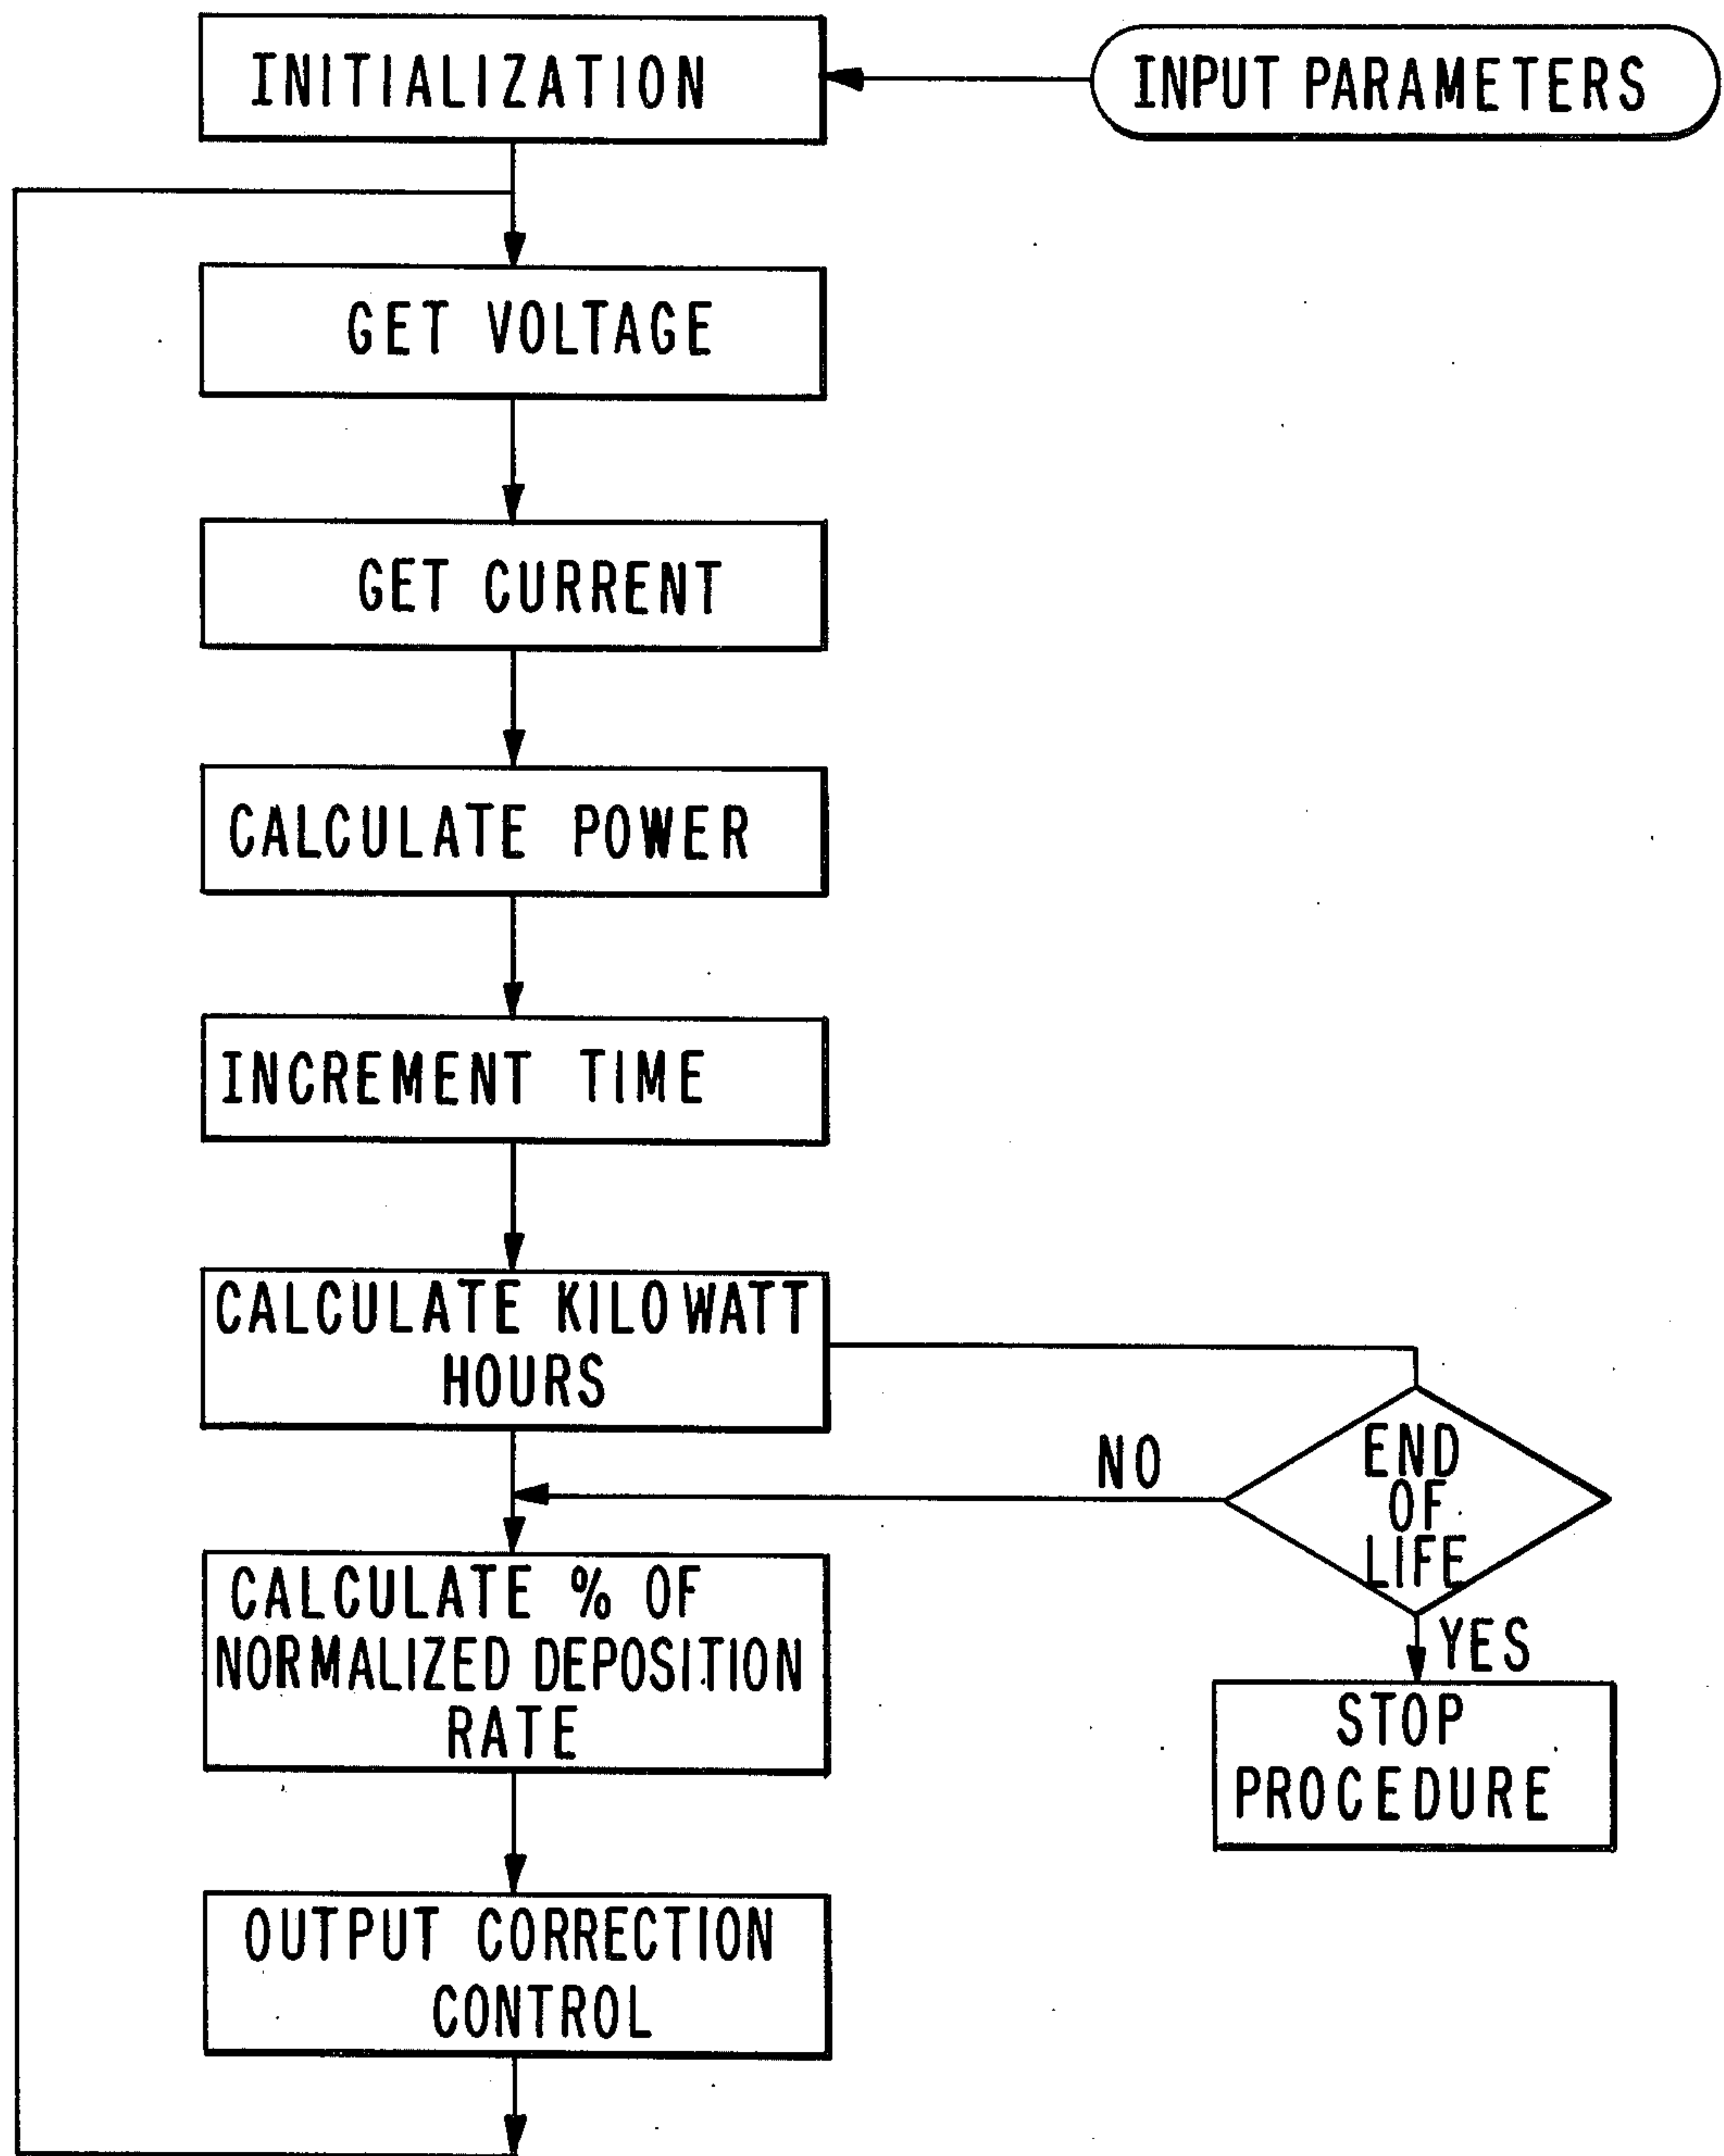 INITIALIZATION
INPUT PARAMETERS
GET VOLTAGE
GET CURRENT
CALCULATE POWER
INCREMENT TIME
CALCULATE KILOWATT
HOURS
NO
END
OF
LIFE
YES
CALCULATE % OF
NORMALIZED DEPOSITION
RATE
STOP
PROCEDURE
OUTPUT CORRECTION
CONTROL